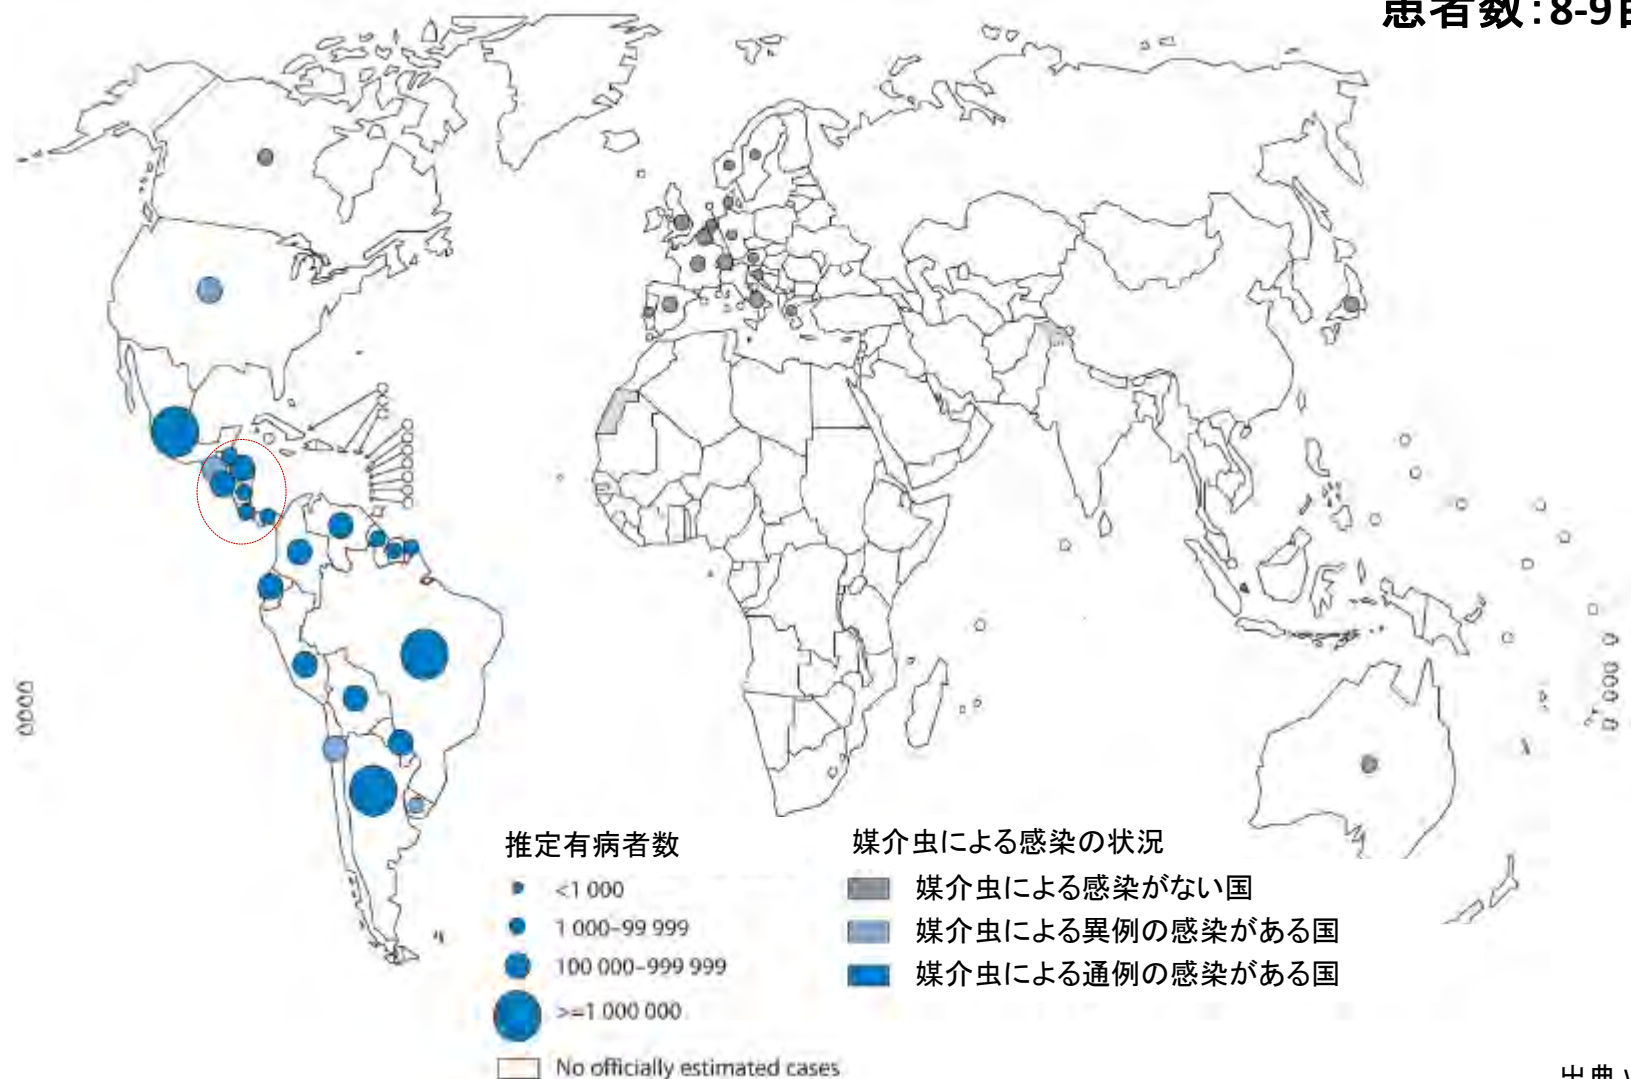 患者数：8-9
推定有病者数
<1 000
1 000–99 999
100 000–999 999
>=1 000 000
No officially estimated cases
媒介虫による感染の状況
媒介虫による感染がない国
媒介虫による異例の感染がある国
媒介虫による通例の感染がある国
出典